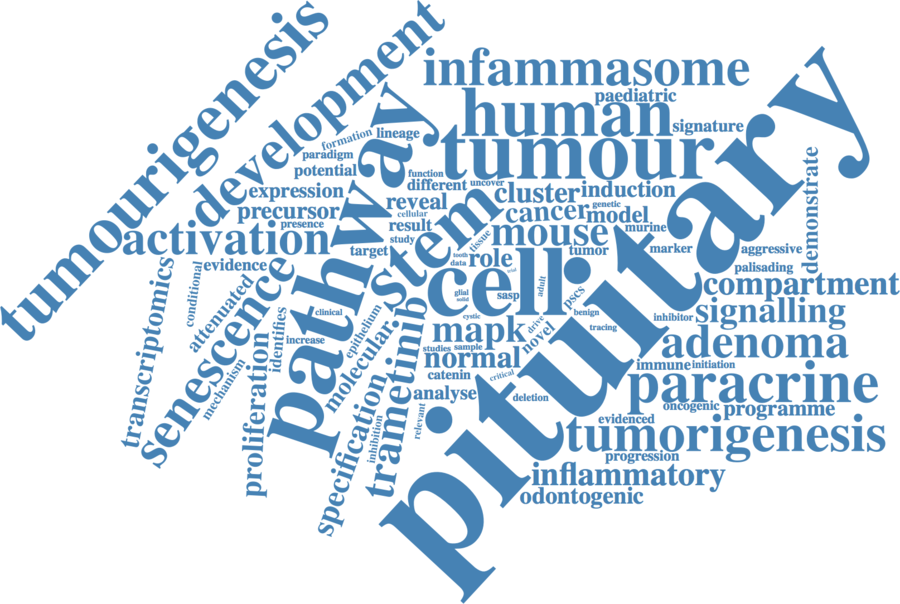 tumourigenesis
development
infammasome
paediatric
human
signature
tumour
pituitary
pathway
formation
lineage
paradigm
potential
function
different
uncover
expression
precursor
presence
reveal
cellular
result
study
target
activation
evidence
stem
cluster
induction
genetic
cancer
model
murine
mouse
tissue
tumor
marker
aggressive
demonstrate
palisading
compartment
signalling
inhibitor
adenoma
immune
initiation
paracrine
oncogenic
programme
evidenced
tumorigenesis
progression
inflammatory
odontogenic
tooth
data
role
cell
glial
solid
sasp
adult
pscs
cystic
benign
tracing
drive
novel
mapk
studies
sample
normal
catenin
critical
analyse
deletion
relevant
trametinib
inhibition
specification
molecular
epithelium
clinical
increase
identifies
proliferation
mechanism
senescence
attenuated
conditional
transcriptomics